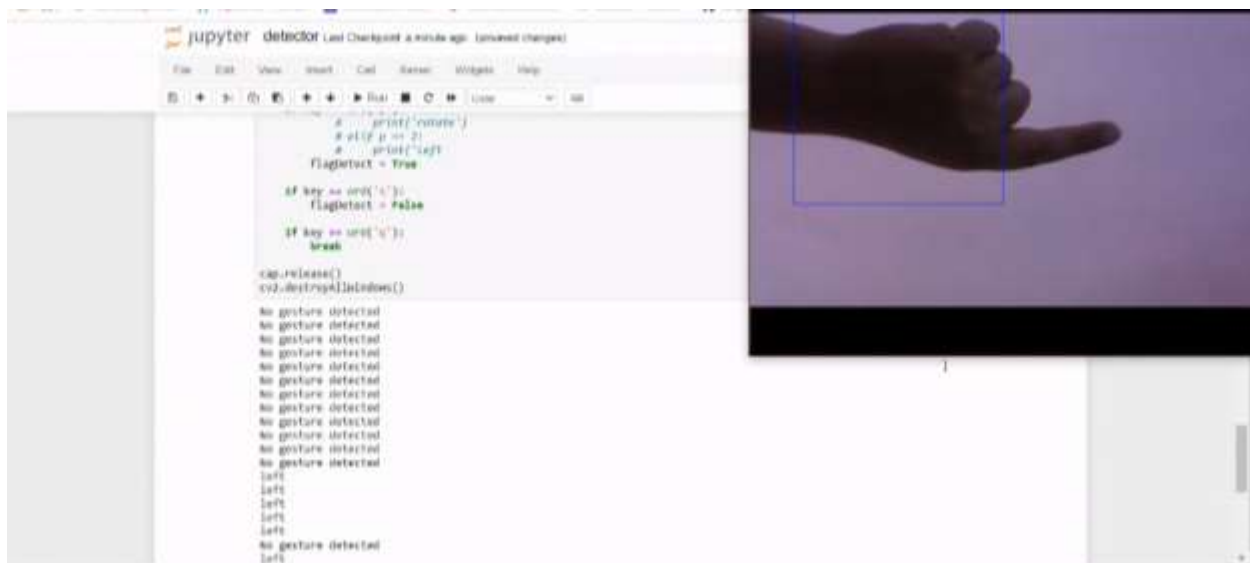 jupyter detector Last Checkpoint a minute ago (unsaved changes)
File Edit View Insert Cell Kernel Widgets Help
Run Code
# print('rotate')
# elif p == 2:
# print('left
flagDetect = True
if key == ord('s'):
flagDetect = False
if key == ord('q'):
break
cap.release()
cv2.destroyAllWindows()
No gesture detected
No gesture detected
No gesture detected
No gesture detected
No gesture detected
No gesture detected
No gesture detected
No gesture detected
No gesture detected
No gesture detected
No gesture detected
No gesture detected
left
left
left
left
left
No gesture detected
left